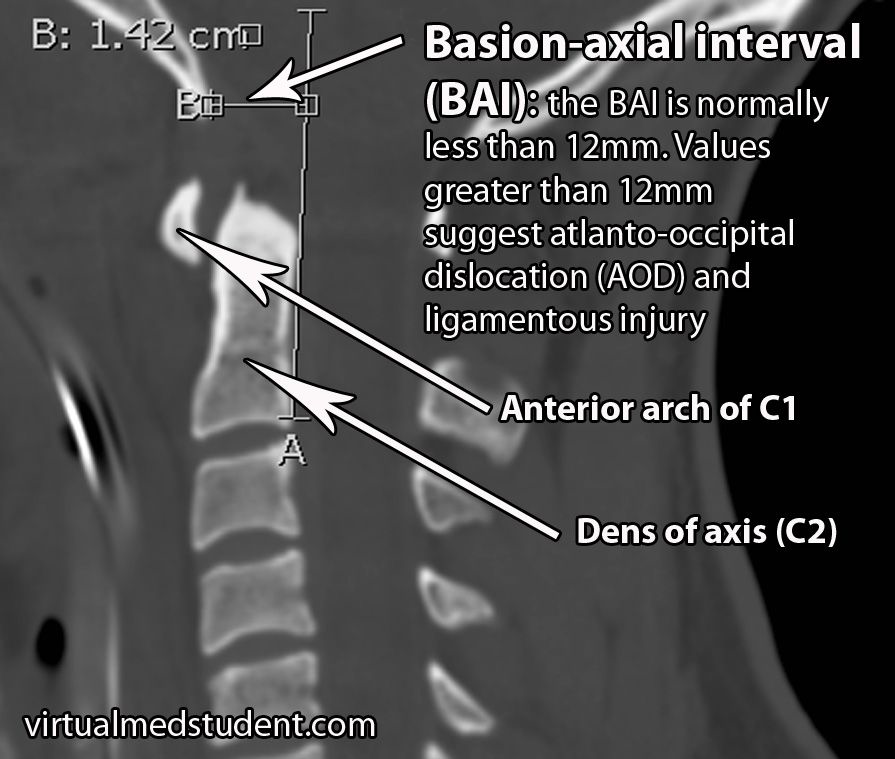 B: 1.42 cm
Basion-axial interval
(BAI): the BAI is normally
less than 12mm. Values
greater than 12mm
suggest atlanto-occipital
dislocation (AOD) and
ligamentous injury
B
Anterior arch of C1
A
Dens of axis (C2)
virtualmedstudent.com